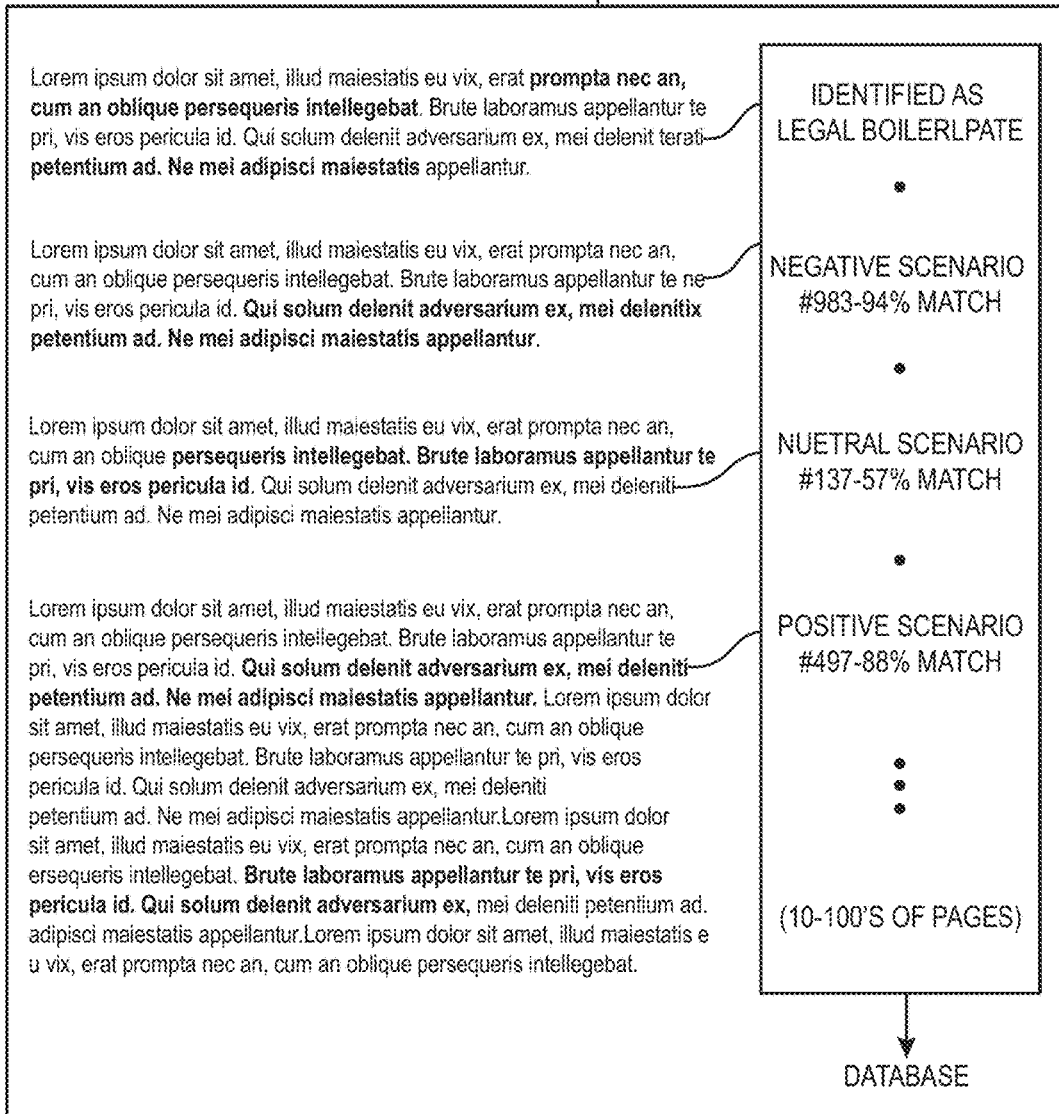 Lorem ipsum dolor sit amet, illud maiestatis eu vix, erat prompta nec an,
cum an oblique persequeris intellegebat. Brute laboramus appellantur te
pri, vis eros pericula id. Qui solum delenit adversarium ex, mei delenit terati
petentium ad. Ne mei adipisci maiestatis appellantur.
Lorem ipsum dolor sit amet, illud maiestatis eu vix, erat prompta nec an,
cum an oblique persequeris intellegebat. Brute laboramus appellantur te ne
pri, vis eros pericula id. Qui solum delenit adversarium ex, mei delenitix
petentium ad. Ne mei adipisci maiestatis appellantur.
Lorem ipsum dolor sit amet, illud maiestatis eu vix, erat prompta nec an,
cum an oblique persequeris intellegebat. Brute laboramus appellantur te
pri, vis eros pericula id. Qui solum delenit adversarium ex, mei deleniti
petentium ad. Ne mei adipisci maiestatis appellantur.
Lorem ipsum dolor sit amet, illud maiestatis eu vix, erat prompta nec an,
cum an oblique persequeris intellegebat. Brute laboramus appellantur te
pri, vis eros pericula id. Qui solum delenit adversarium ex, mei deleniti
petentium ad. Ne mei adipisci maiestatis appellantur. Lorem ipsum dolor
sit amet, illud maiestatis eu vix, erat prompta nec an, cum an oblique
persequeris intellegebat. Brute laboramus appellantur te pri, vis eros
pericula id. Qui solum delenit adversarium ex, mei deleniti
petentium ad. Ne mei adipisci maiestatis appellantur.Lorem ipsum dolor
sit amet, illud maiestatis eu vix, erat prompta nec an, cum an oblique
ersequeris intellegebat. Brute laboramus appellantur te pri, vis eros
pericula id. Qui solum delenit adversarium ex, mei deleniti petentium ad.
adipisci maiestatis appellantur.Lorem ipsum dolor sit amet, illud maiestatis e
u vix, erat prompta nec an, cum an oblique persequeris intellegebat.
IDENTIFIED AS
LEGAL BOILERLPATE
NEGATIVE SCENARIO
#983-94% MATCH
NUETRAL SCENARIO
#137-57% MATCH
POSITIVE SCENARIO
#497-88% MATCH
(10-100'S OF PAGES)
DATABASE